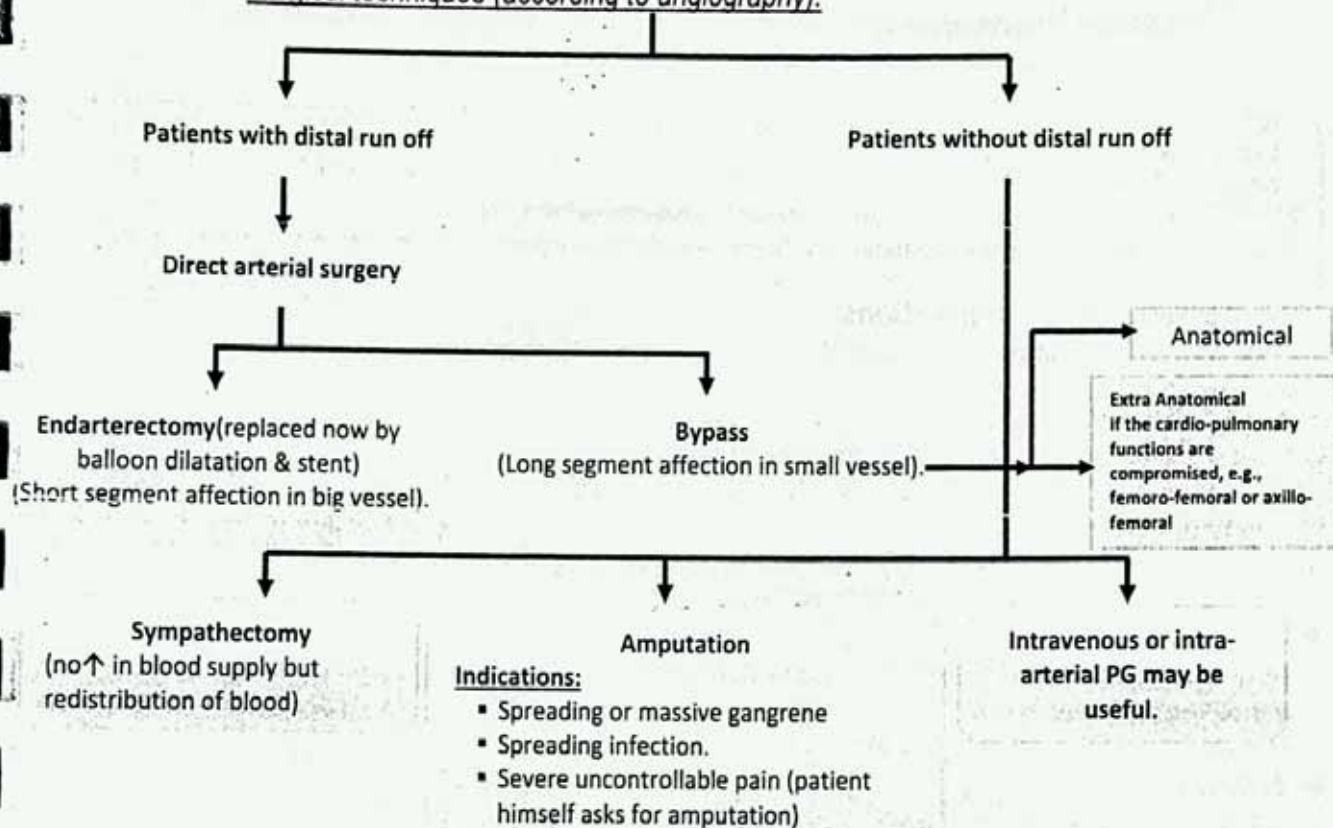 techniques (according to angiography):
Patients with distal run off
Patients without distal run off
Direct arterial surgery
Anatomical
Endarterectomy(replaced now by
balloon dilatation & stent)
(Short segment affection in big vessel).
Bypass
(Long segment affection in small vessel).
Extra Anatomical
If the cardio-pulmonary
functions are
compromised, e.g.,
femoro-femoral or axillo-
femoral
Sympathectomy
(no↑ in blood supply but
redistribution of blood)
Amputation
Indications:
▪ Spreading or massive gangrene
▪ Spreading infection.
▪ Severe uncontrollable pain (patient
himself asks for amputation)
Intravenous or intra-
arterial PG may be
useful.